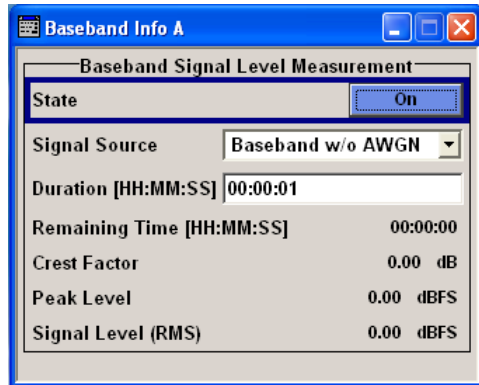 Baseband Info A
Baseband Signal Level Measurement
State On
Signal Source Baseband w/o AWGN
Duration [HH:MM:SS] 00:00:01
Remaining Time [HH:MM:SS] 00:00:00
Crest Factor 0.00 dB
Peak Level 0.00 dBFS
Signal Level (RMS) 0.00 dBFS